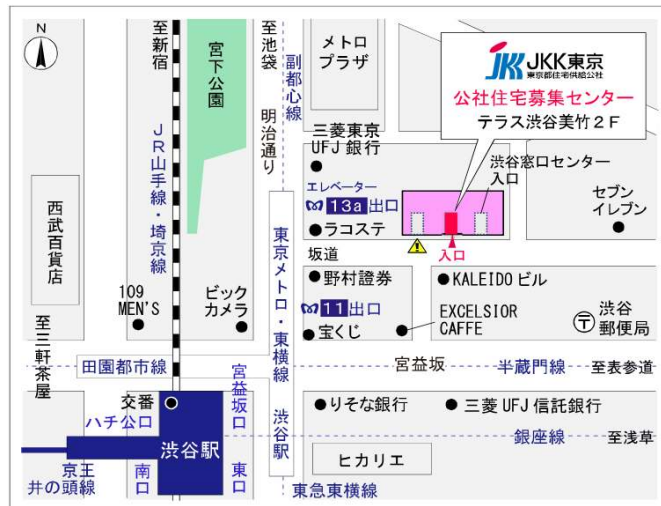 N
至新宿
宮下公園
至池袋
明治通り
副都心線
メトロ
プラザ
JKK東京
東京都住宅供給公社
公社住宅募集センター
テラス渋谷美竹2F
三菱東京
UFJ銀行
渋谷窓口センター
入口
JR山手線・埼京線
エレベーター
13a出口
ラコステ
セブン
イレブン
西武百貨店
入口
坂道
東京メトロ・東横線
渋谷駅
野村證券
KALEIDOビル
109
MEN'S
ビック
カメラ
11出口
宝くじ
EXCELSIOR
CAFFE
渋谷
郵便局
至三軒茶屋
田園都市線
宮益坂口
宮益坂
半蔵門線
至表参道
交番
ハチ公口
りそな銀行
三菱UFJ信託銀行
渋谷駅
銀座線
至浅草
京王
井の頭線
南口
東口
ヒカリエ
東急東横線